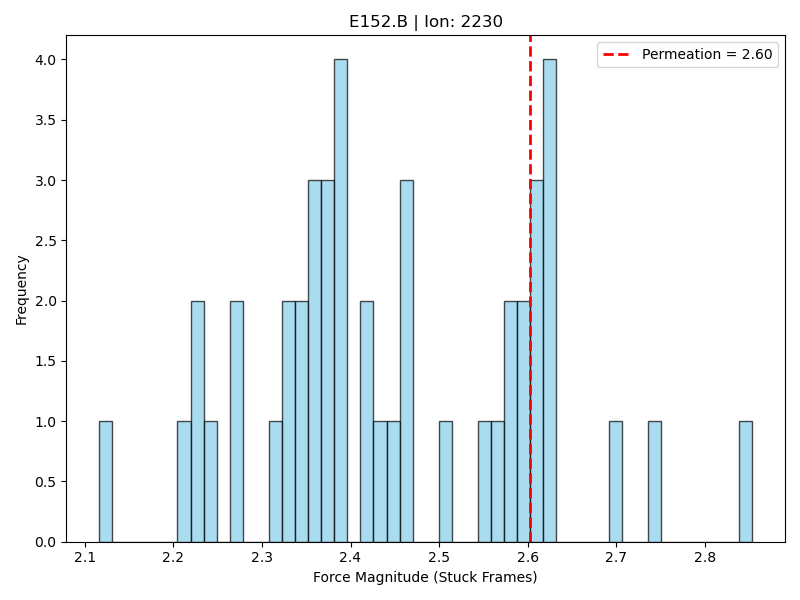 E152.B | Ion: 2230
Permeation = 2.60
Frequency
4.0
3.5
3.0
2.5
2.0
1.5
1.0
0.5
0.0
2.1 2.2 2.3 2.4 2.5 2.6 2.7 2.8
Force Magnitude (Stuck Frames)